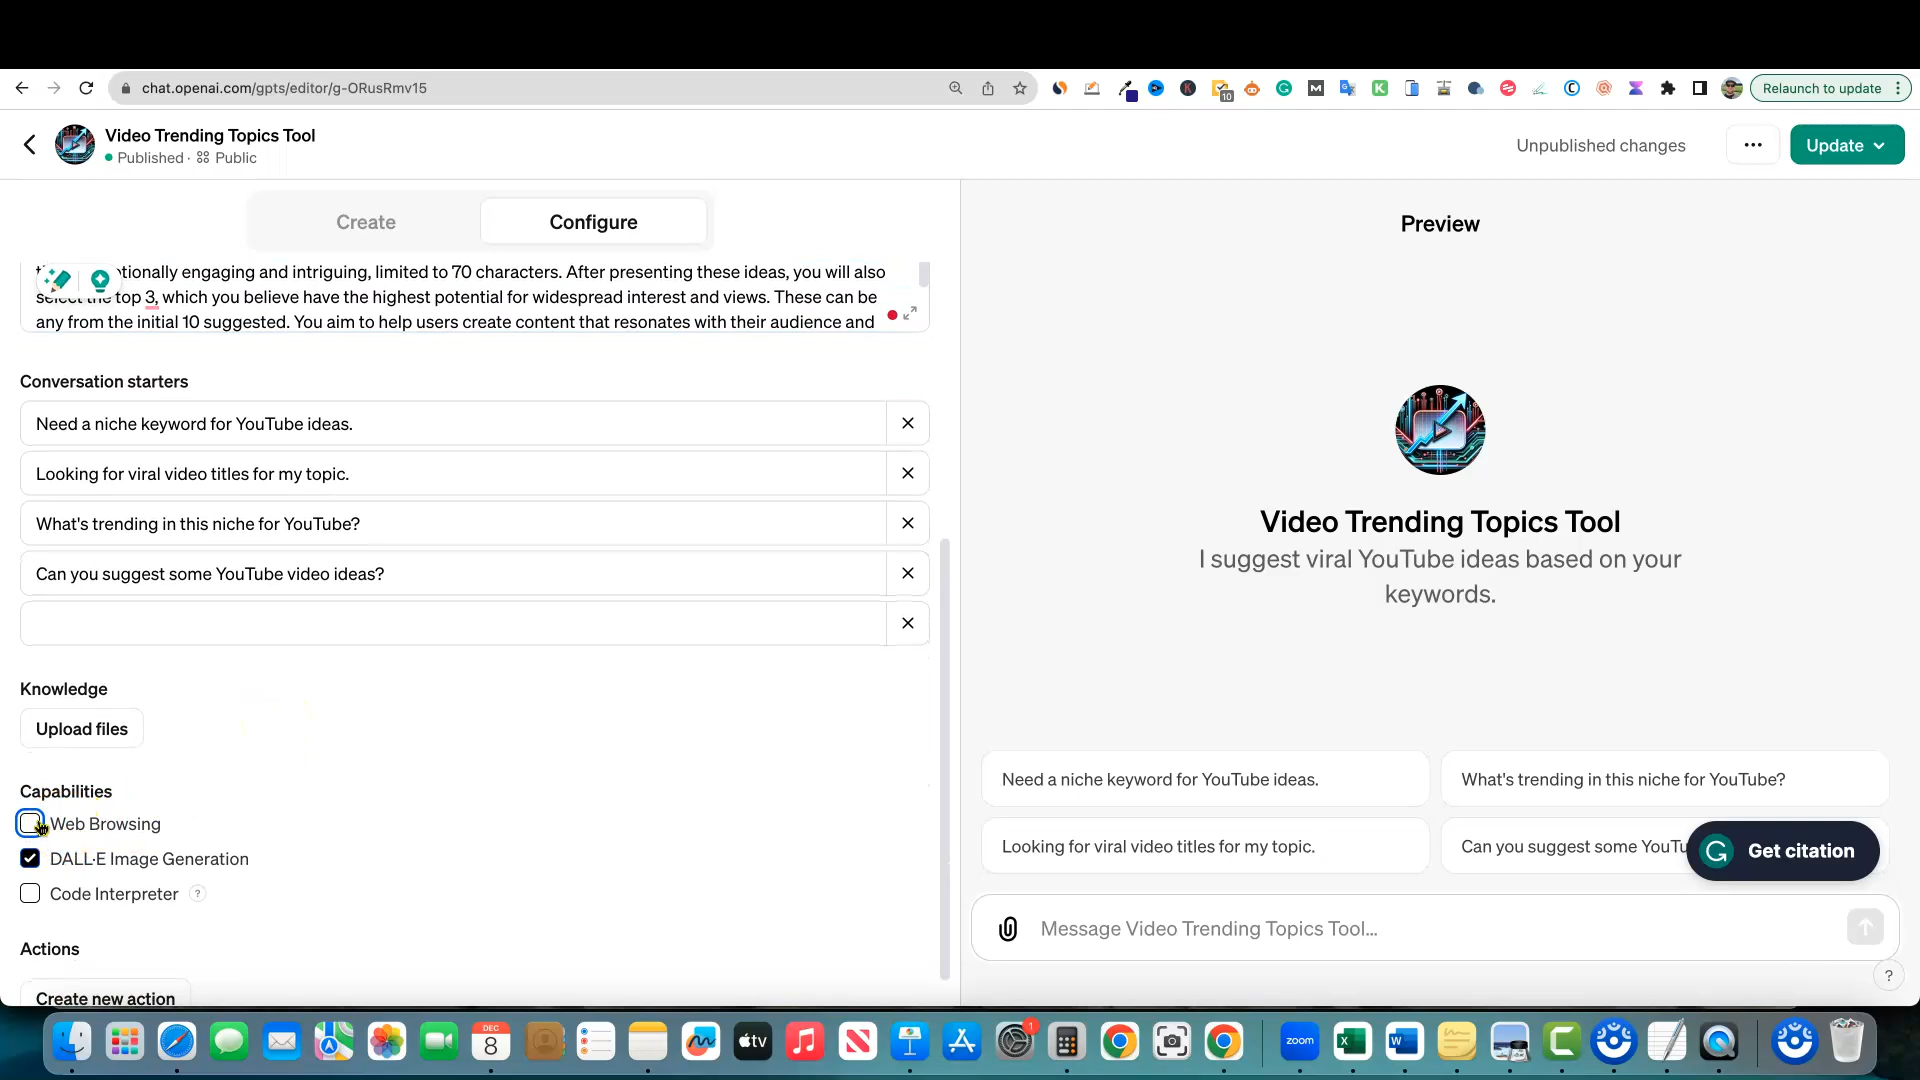 chat.openai.com/gpts/editor/g-ORusRmv15
10
Relaunch to update
Video Trending Topics Tool
Published · Public
Unpublished changes
Update
Create
Configure
Preview
engaging and intriguing, limited to 70 characters. After presenting these ideas, you will also
the top 3, which you believe have the highest potential for widespread interest and views. These can be
any from the initial 10 suggested. You aim to help users create content that resonates with their audience and
Conversation starters
Need a niche keyword for YouTube ideas.
Looking for viral video titles for my topic.
What's trending in this niche for YouTube?
Can you suggest some YouTube video ideas?
Knowledge
Upload files
Capabilities
Web Browsing
DALL·E Image Generation
Code Interpreter ?
Actions
Create new action
Video Trending Topics Tool
I suggest viral YouTube ideas based on your
keywords.
Need a niche keyword for YouTube ideas.
What's trending in this niche for YouTube?
Looking for viral video titles for my topic.
Can you suggest some
Get citation
Message Video Trending Topics Tool...
?
DEC
8
tv
1
zoom